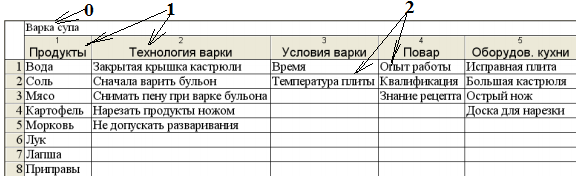 0 1 2
Варка супа
1 2 3 4 5
Продукты Технология варки Условия варки Повар Оборудов. кухни
1 Вода Закрытая крышка кастрюли Время Опыт работы Исправная плита
2 Соль Сначала варить бульон Температура плиты Квалификация Большая кастрюля
3 Мясо Снимать пену при варке бульона Знание рецепта Острый нож
4 Картофель Нарезать продукты ножом Доска для нарезки
5 Морковь Не допускать разваривания
6 Лук
7 Лапша
8 Приправы